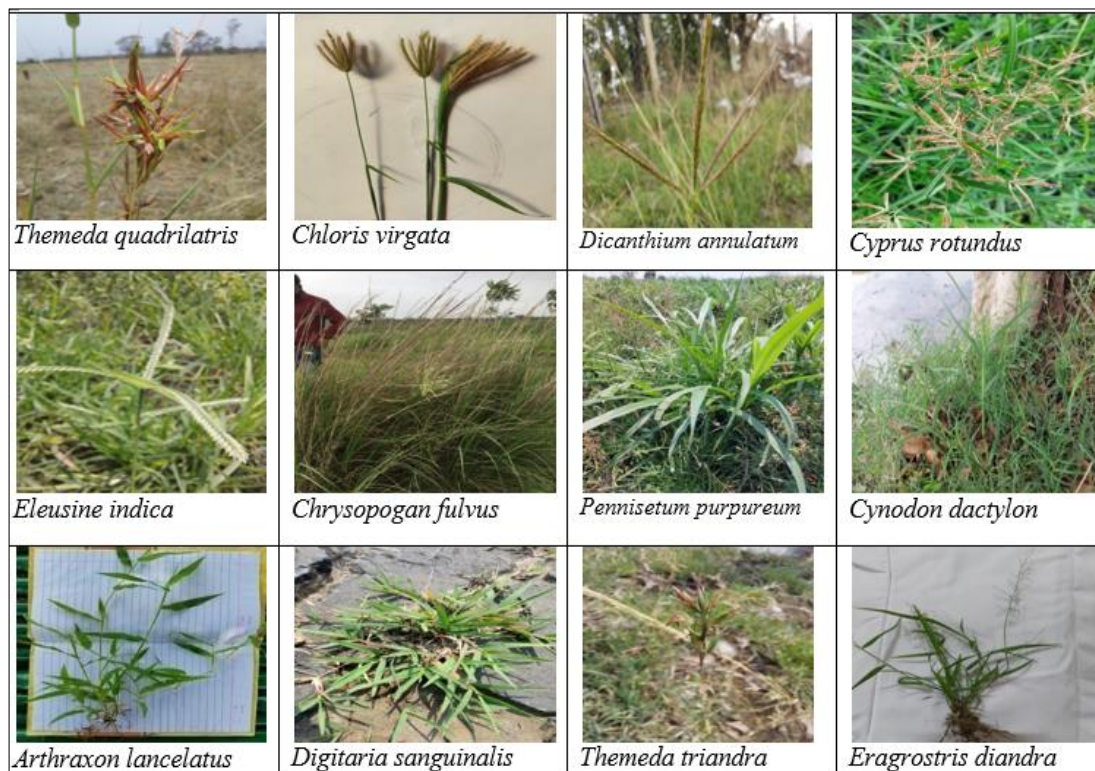 Themeda quadrilatris
Chloris virgata
Dicanthium annulatum
Cyprus rotundus
Eleusine indica
Chrysopogan fulvus
Pennisetum purpureum
Cynodon dactylon
Arthraxon lancelatus
Digitaria sanguinalis
Themeda triandra
Eragrostris diandra